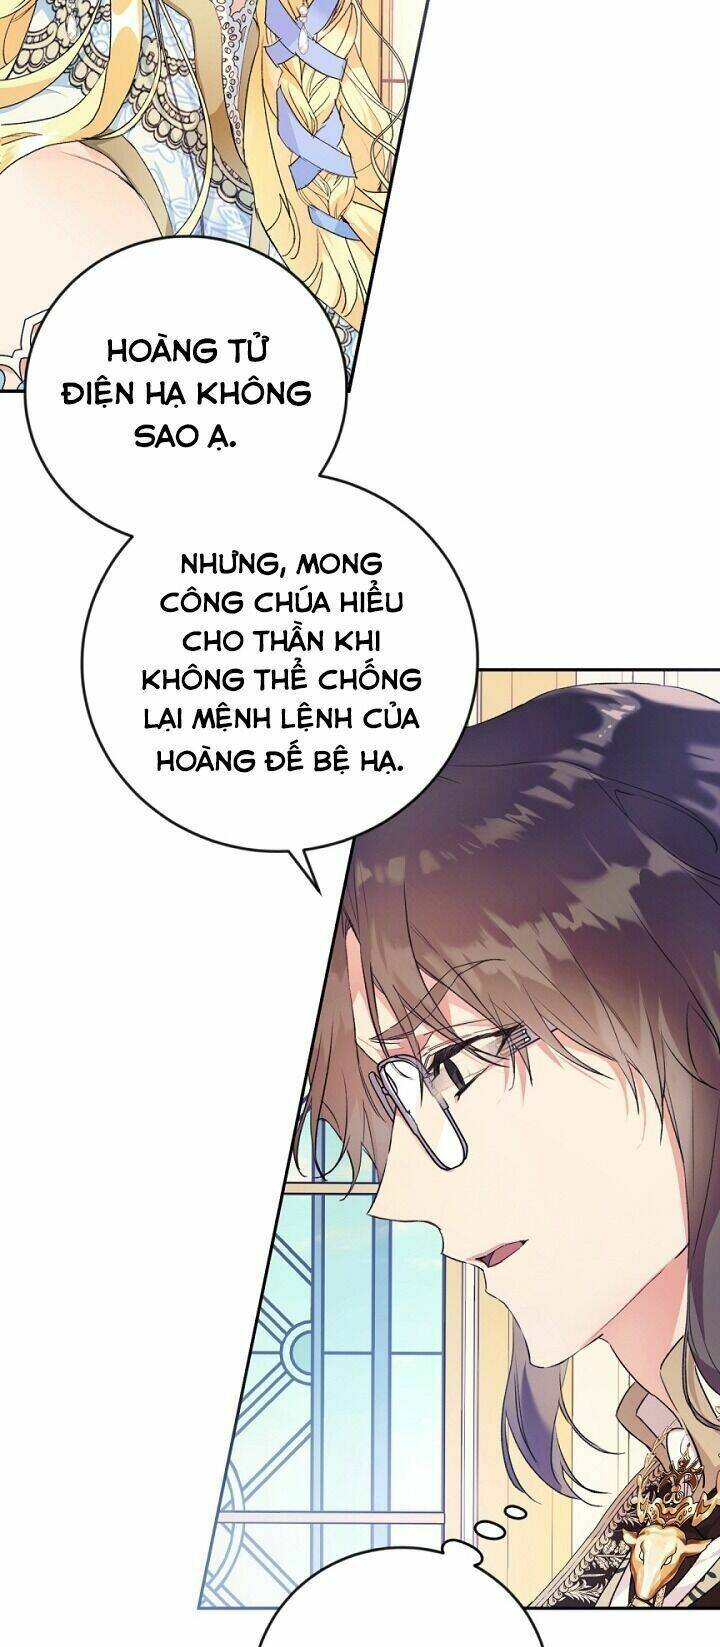 HOÀNG TỬ
ĐIỆN HẠ KHÔNG
SAO Ạ.
NHƯNG, MONG
CÔNG CHÚA HIỂU
CHO THẦN KHI
KHÔNG THỂ CHỐNG
LẠI MỆNH LỆNH CỦA
HOÀNG ĐẾ BỆ HẠ.